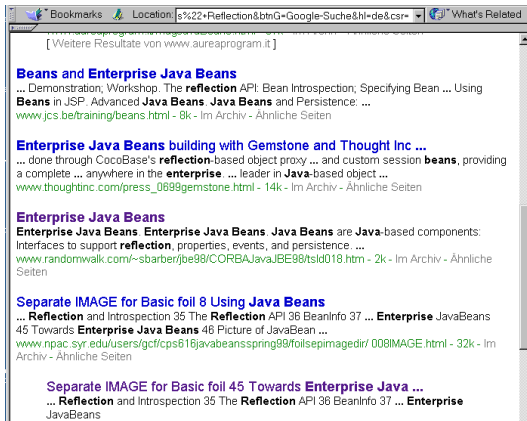 Bookmarks Location: s%22+Reflection&btnG=Google-Suche&hl=de&csr= What's Related
[ Weitere Resultate von www.aureaprogram.it ]
Beans and Enterprise Java Beans
... Demonstration; Workshop. The reflection API: Bean Introspection; Specifying Bean ... Using
Beans in JSP. Advanced Java Beans. Java Beans and Persistence: ...
www.jcs.be/training/beans.html - 8k - Im Archiv - Ähnliche Seiten
Enterprise Java Beans building with Gemstone and Thought Inc ...
... done through CocoBase's reflection-based object proxy ... and custom session beans, providing
a complete ... anywhere in the enterprise. ... leader in Java-based object ...
www.thoughtinc.com/press_0699gemstone.html - 14k - Im Archiv - Ähnliche Seiten
Enterprise Java Beans
Enterprise Java Beans. Enterprise Java Beans. Java Beans are Java-based components:
Interfaces to support reflection, properties, events, and persistence. ...
www.randomwalk.com/~sbarber/jbe98/CORBAJavaJBE98/tsld018.htm - 2k - Im Archiv - Ähnliche
Seiten
Separate IMAGE for Basic foil 8 Using Java Beans
... Reflection and Introspection 35 The Reflection API 36 BeanInfo 37 ... Enterprise JavaBeans
45 Towards Enterprise Java Beans 46 Picture of JavaBean ...
www.npac.syr.edu/users/gcf/cps616javabeansspring99/foilsepimagedir/ 008IMAGE.html - 32k - Im
Archiv - Ähnliche Seiten
Separate IMAGE for Basic foil 45 Towards Enterprise Java ...
... Reflection and Introspection 35 The Reflection API 36 BeanInfo 37 ... Enterprise
JavaBeans